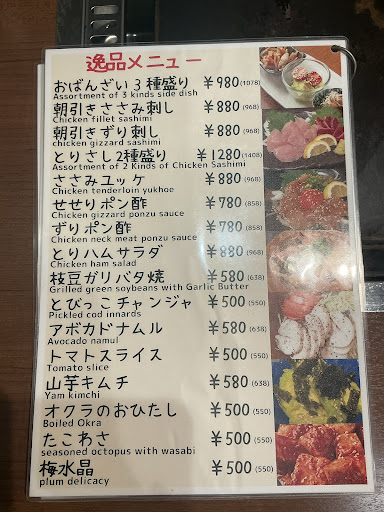 逸品メニュー
おばんざい3種盛り ¥980(1078)
Assortment of 3 kinds side dish
朝引きささみ刺し ¥880(968)
Chicken fillet sashimi
朝引きずり刺し ¥880(968)
chicken gizzard sashimi
とりさし2種盛り ¥1280(1408)
Assortment of 2 Kinds of Chicken Sashimi
ささみユッケ ¥880(968)
Chicken tenderloin yukhoe
せせりポン酢 ¥780(858)
Chicken gizzard ponzu sauce
ずりポン酢 ¥780(858)
Chicken neck meat ponzu sauce
とりハムサラダ ¥880(968)
Chicken ham salad
枝豆ガリバタ焼 ¥580(638)
Grilled green soybeans with Garlic Butter
とびっこチャンジャ ¥500(550)
Pickled cod innards
アボカドナムル ¥580(638)
Avocado namul
トマトスライス ¥500(550)
Tomato slice
山芋キムチ ¥580(638)
Yam kimchi
オクラのおひたし ¥500(550)
Boiled Okra
たこわさ ¥500(550)
seasoned octopus with wasabi
梅水晶 ¥500(550)
plum delicacy